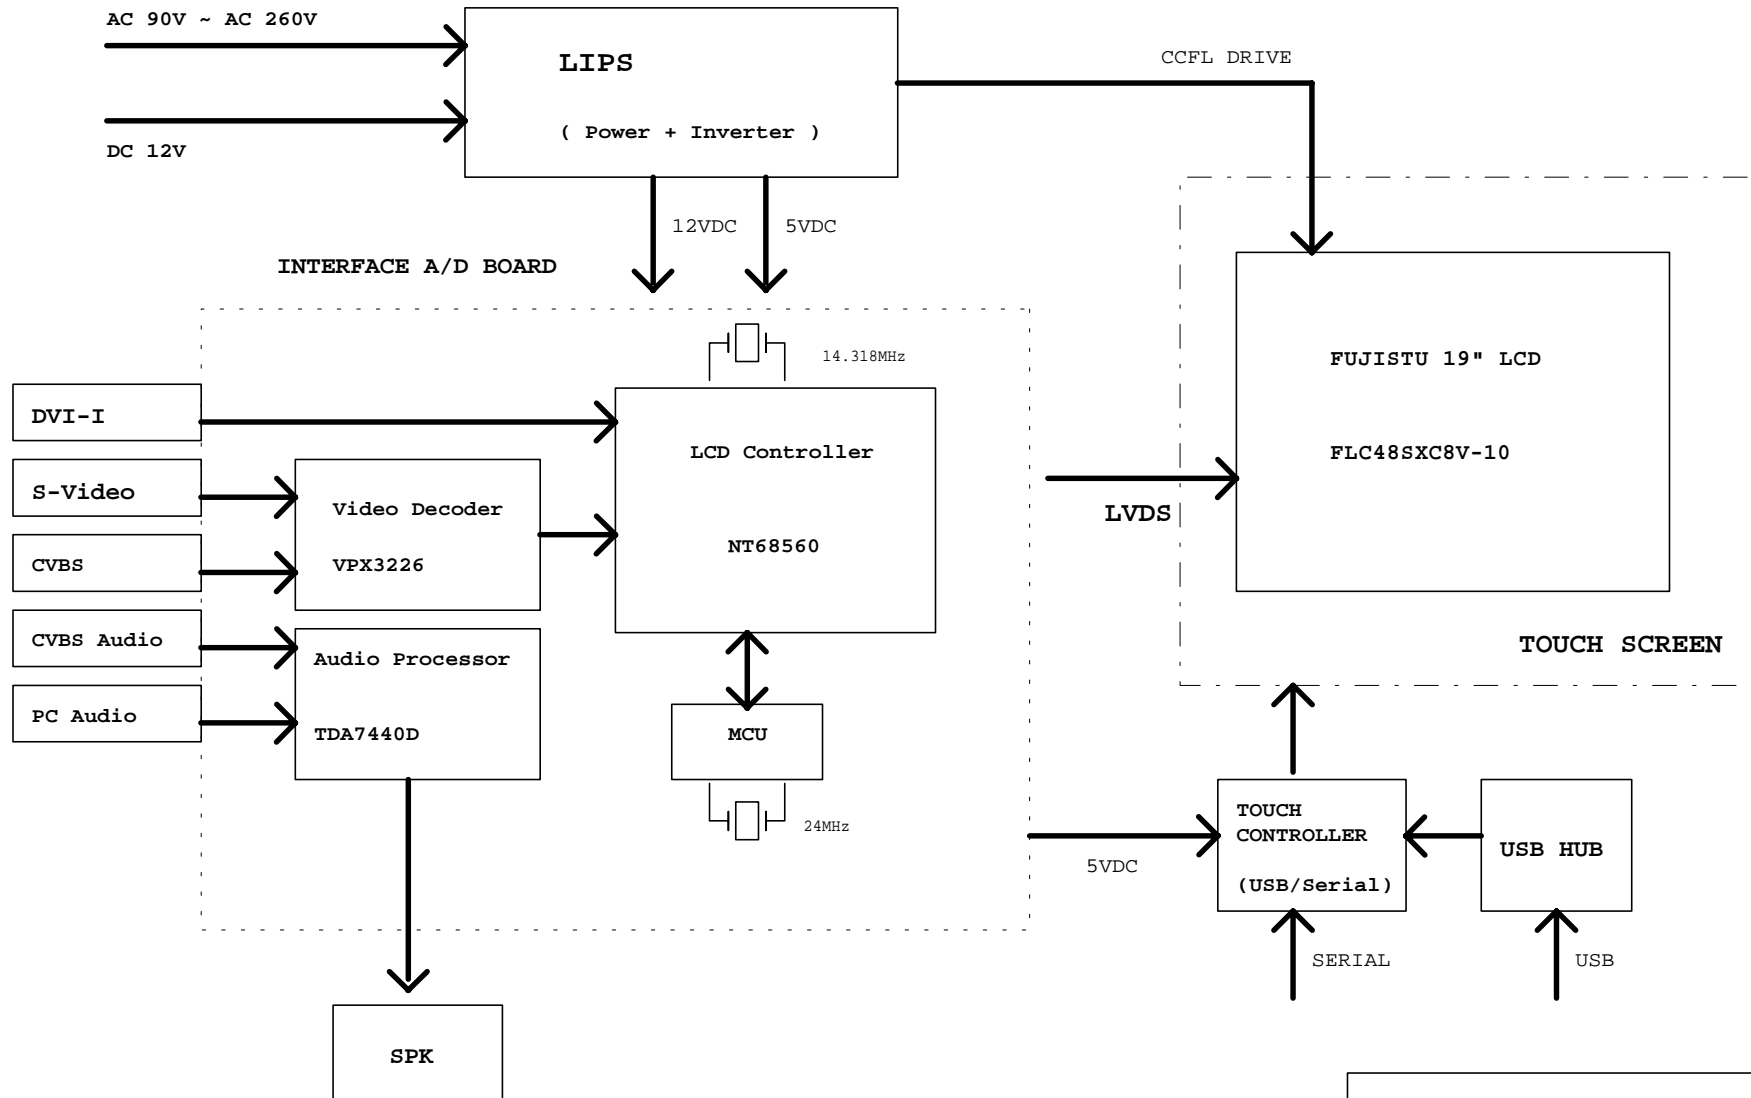 AC 90V ~ AC 260V
LIPS
( Power + Inverter )
DC 12V
CCFL DRIVE
12VDC
5VDC
INTERFACE A/D BOARD
14.318MHz
FUJISTU 19" LCD
FLC48SXC8V-10
DVI-I
S-Video
CVBS
CVBS Audio
PC Audio
Video Decoder
VPX3226
LCD Controller
NT68560
LVDS
Audio Processor
TDA7440D
MCU
24MHz
TOUCH SCREEN
5VDC
TOUCH
CONTROLLER
(USB/Serial)
USB HUB
SERIAL
USB
SPK